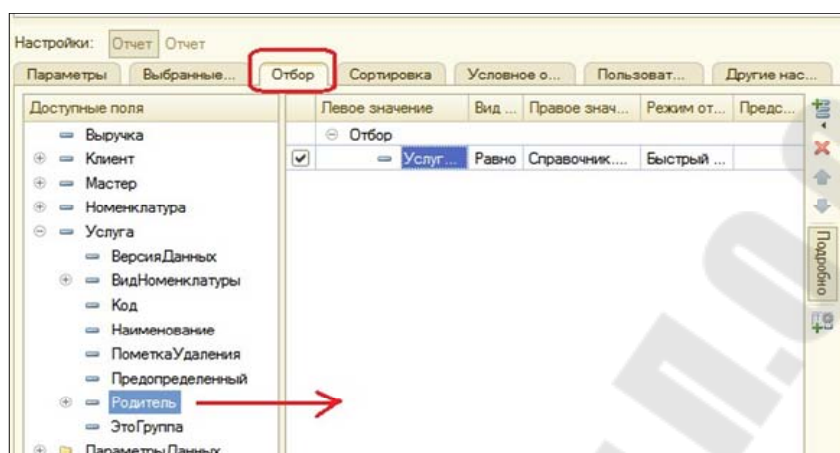 Настройки: Отчет Отчет
Параметры Выбранные... Отбор Сортировка Условное о... Пользоват... Другие нас...
Доступные поля
Левое значение Вид ... Правое знач... Режим от... Предс...
Выручка
Отбор
Клиент
Услуг... Равно Справочник.... Быстрый ...
Мастер
Номенклатура
Услуга
ВерсияДанных
ВидНоменклатуры
Код
Наименование
ПометкаУдаления
Предопределенный
Родитель
ЭтоГруппа
ПараметрыДанных
Подробно